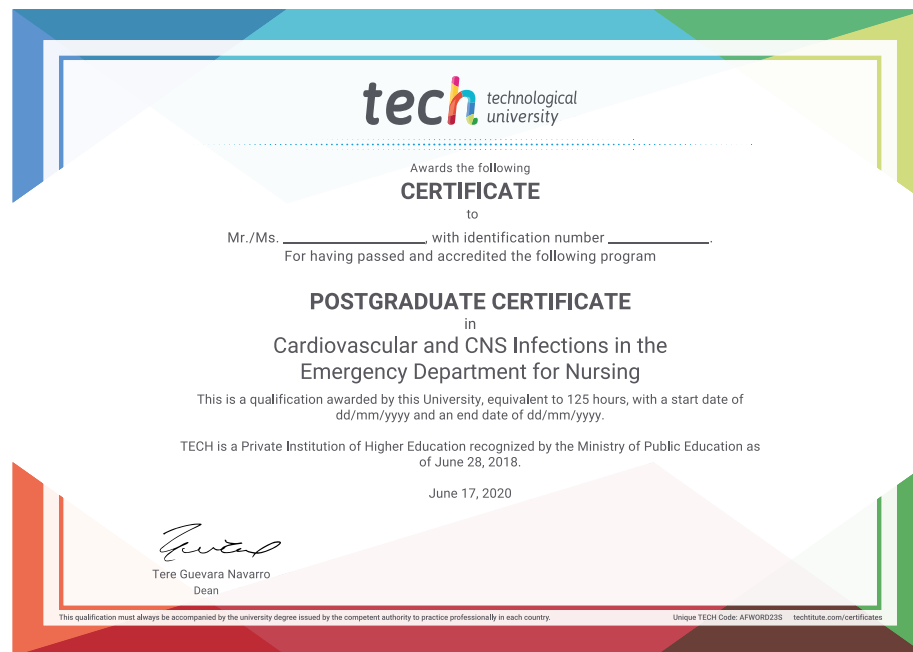 tech technological
university
Awards the following
CERTIFICATE
to
Mr./Ms. ____________________, with identification number ______________.
For having passed and accredited the following program
POSTGRADUATE CERTIFICATE
in
Cardiovascular and CNS Infections in the
Emergency Department for Nursing
This is a qualification awarded by this University, equivalent to 125 hours, with a start date of
dd/mm/yyyy and an end date of dd/mm/yyyy.
TECH is a Private Institution of Higher Education recognized by the Ministry of Public Education as
of June 28, 2018.
June 17, 2020
Tere Guevara Navarro
Dean
This qualification must always be accompanied by the university degree issued by the competent authority to practice professionally in each country.
Unique TECH Code: AFWORD23S techtitute.com/certificates